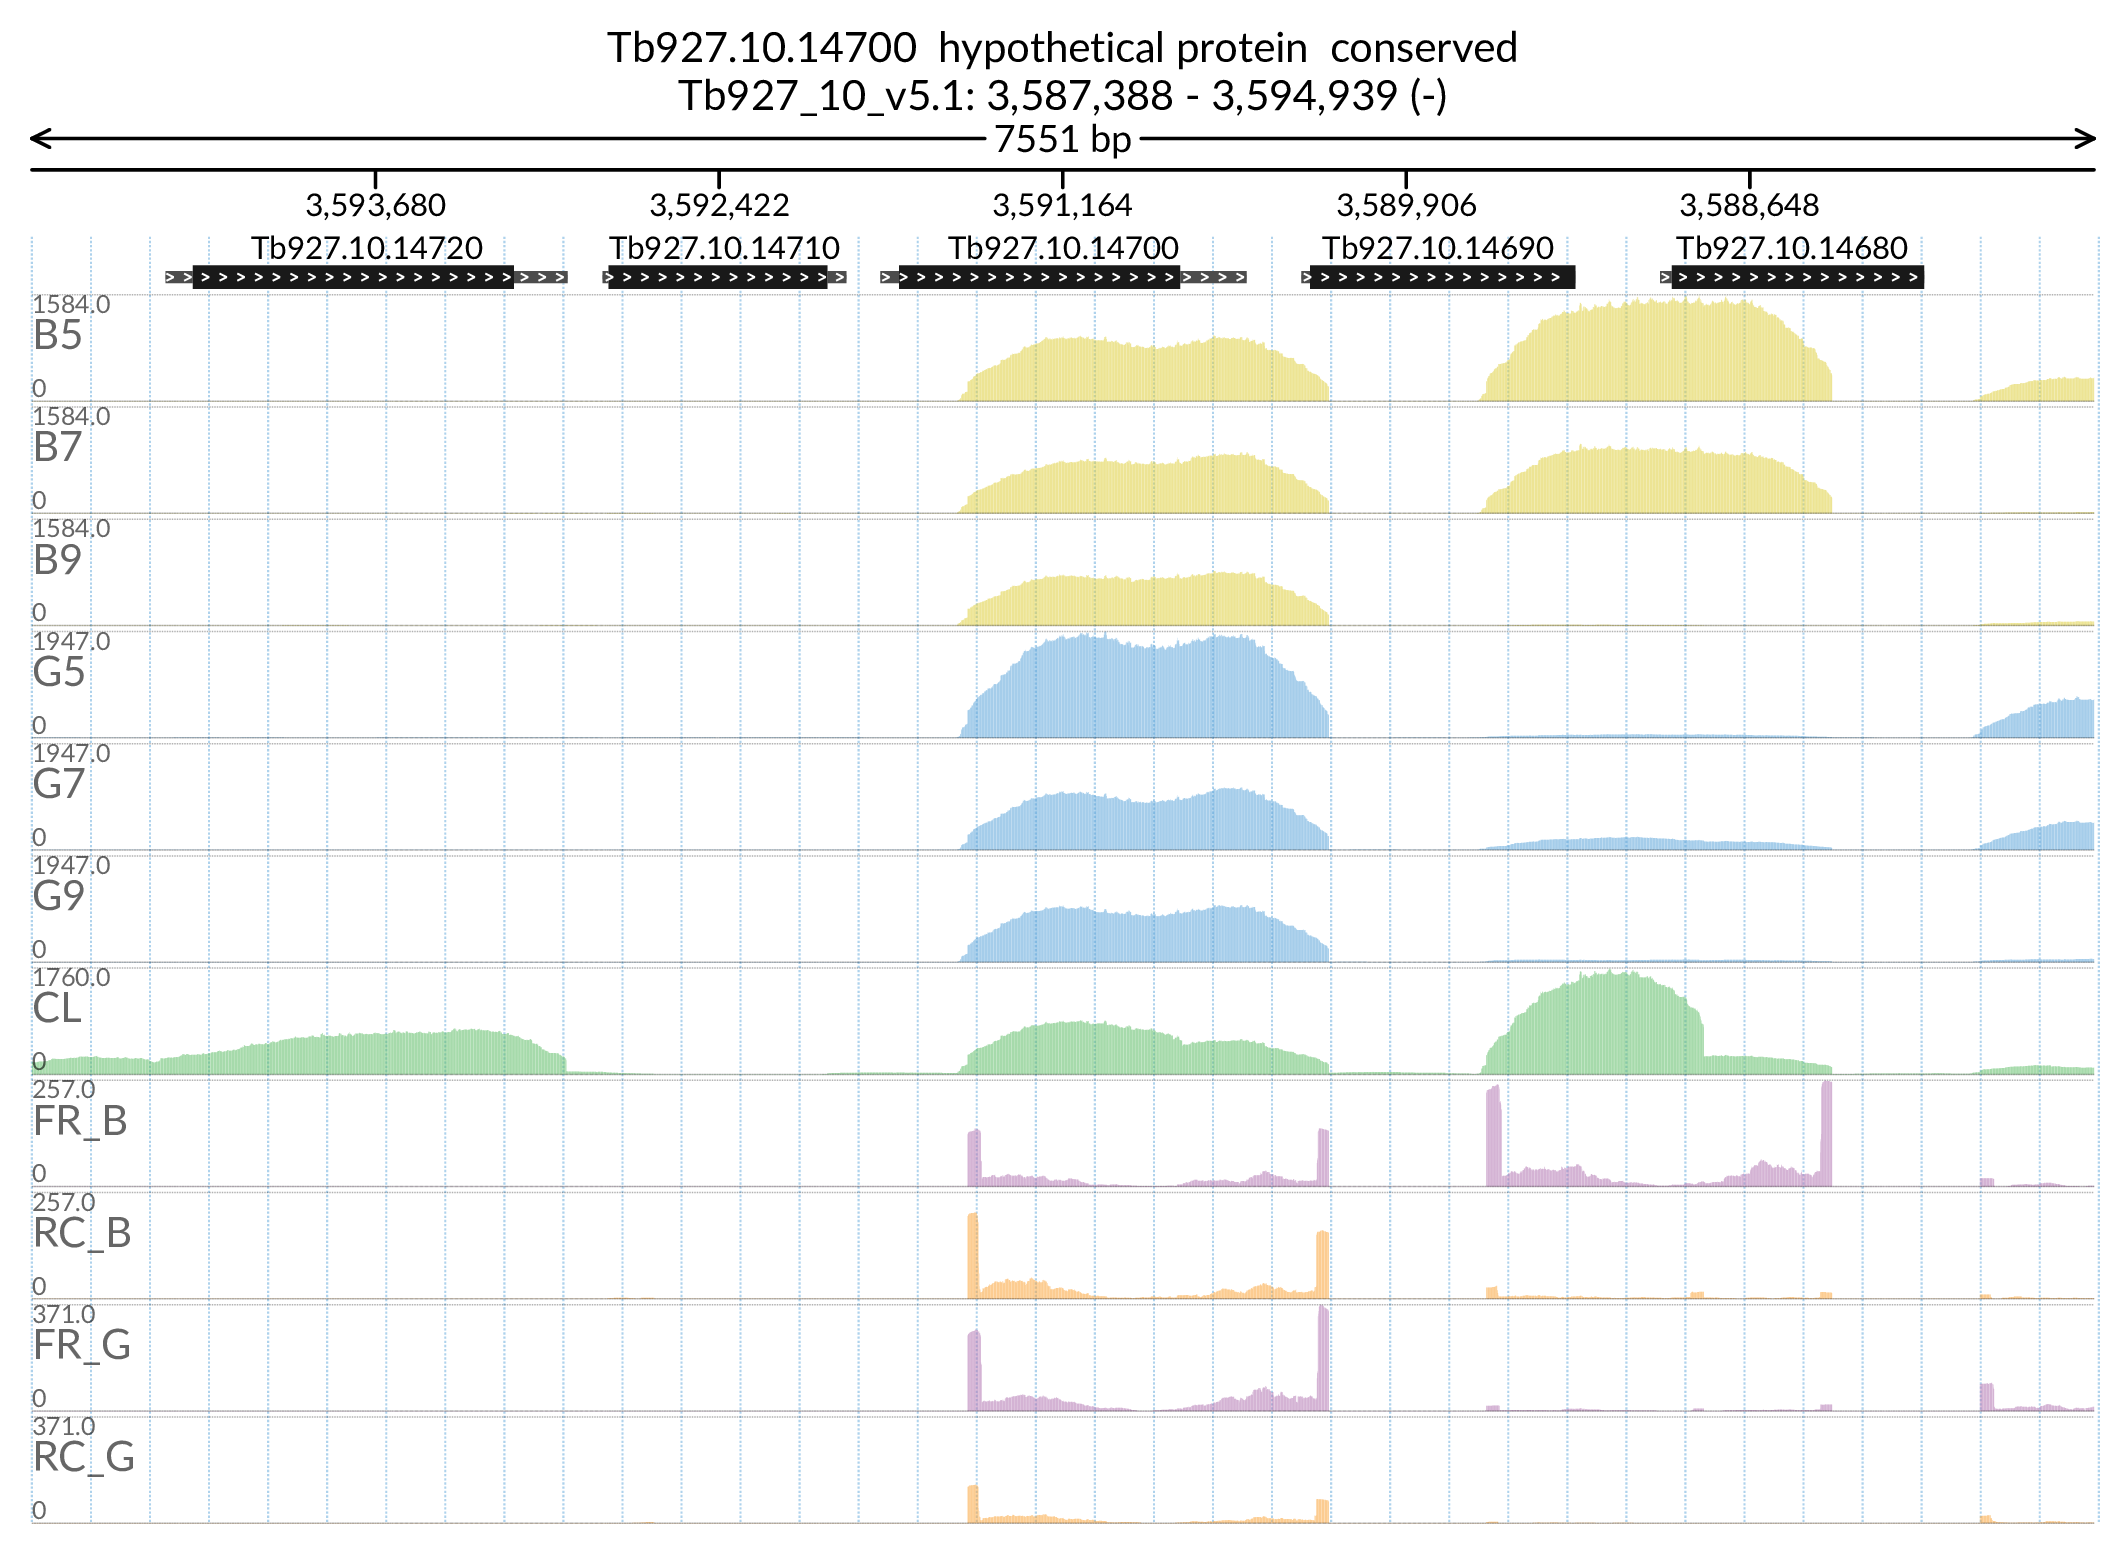 Tb927.10.14700 hypothetical protein conserved
Tb927_10_v5.1: 3,587,388 - 3,594,939 (-)
7551 bp
3,593,680 3,592,422 3,591,164 3,589,906 3,588,648
Tb927.10.14720 Tb927.10.14710 Tb927.10.14700 Tb927.10.14690 Tb927.10.14680
1584.0
B5
0
1584.0
B7
0
1584.0
B9
0
1947.0
G5
0
1947.0
G7
0
1947.0
G9
0
1760.0
CL
0
257.0
FR_B
0
257.0
RC_B
0
371.0
FR_G
0
371.0
RC_G
0